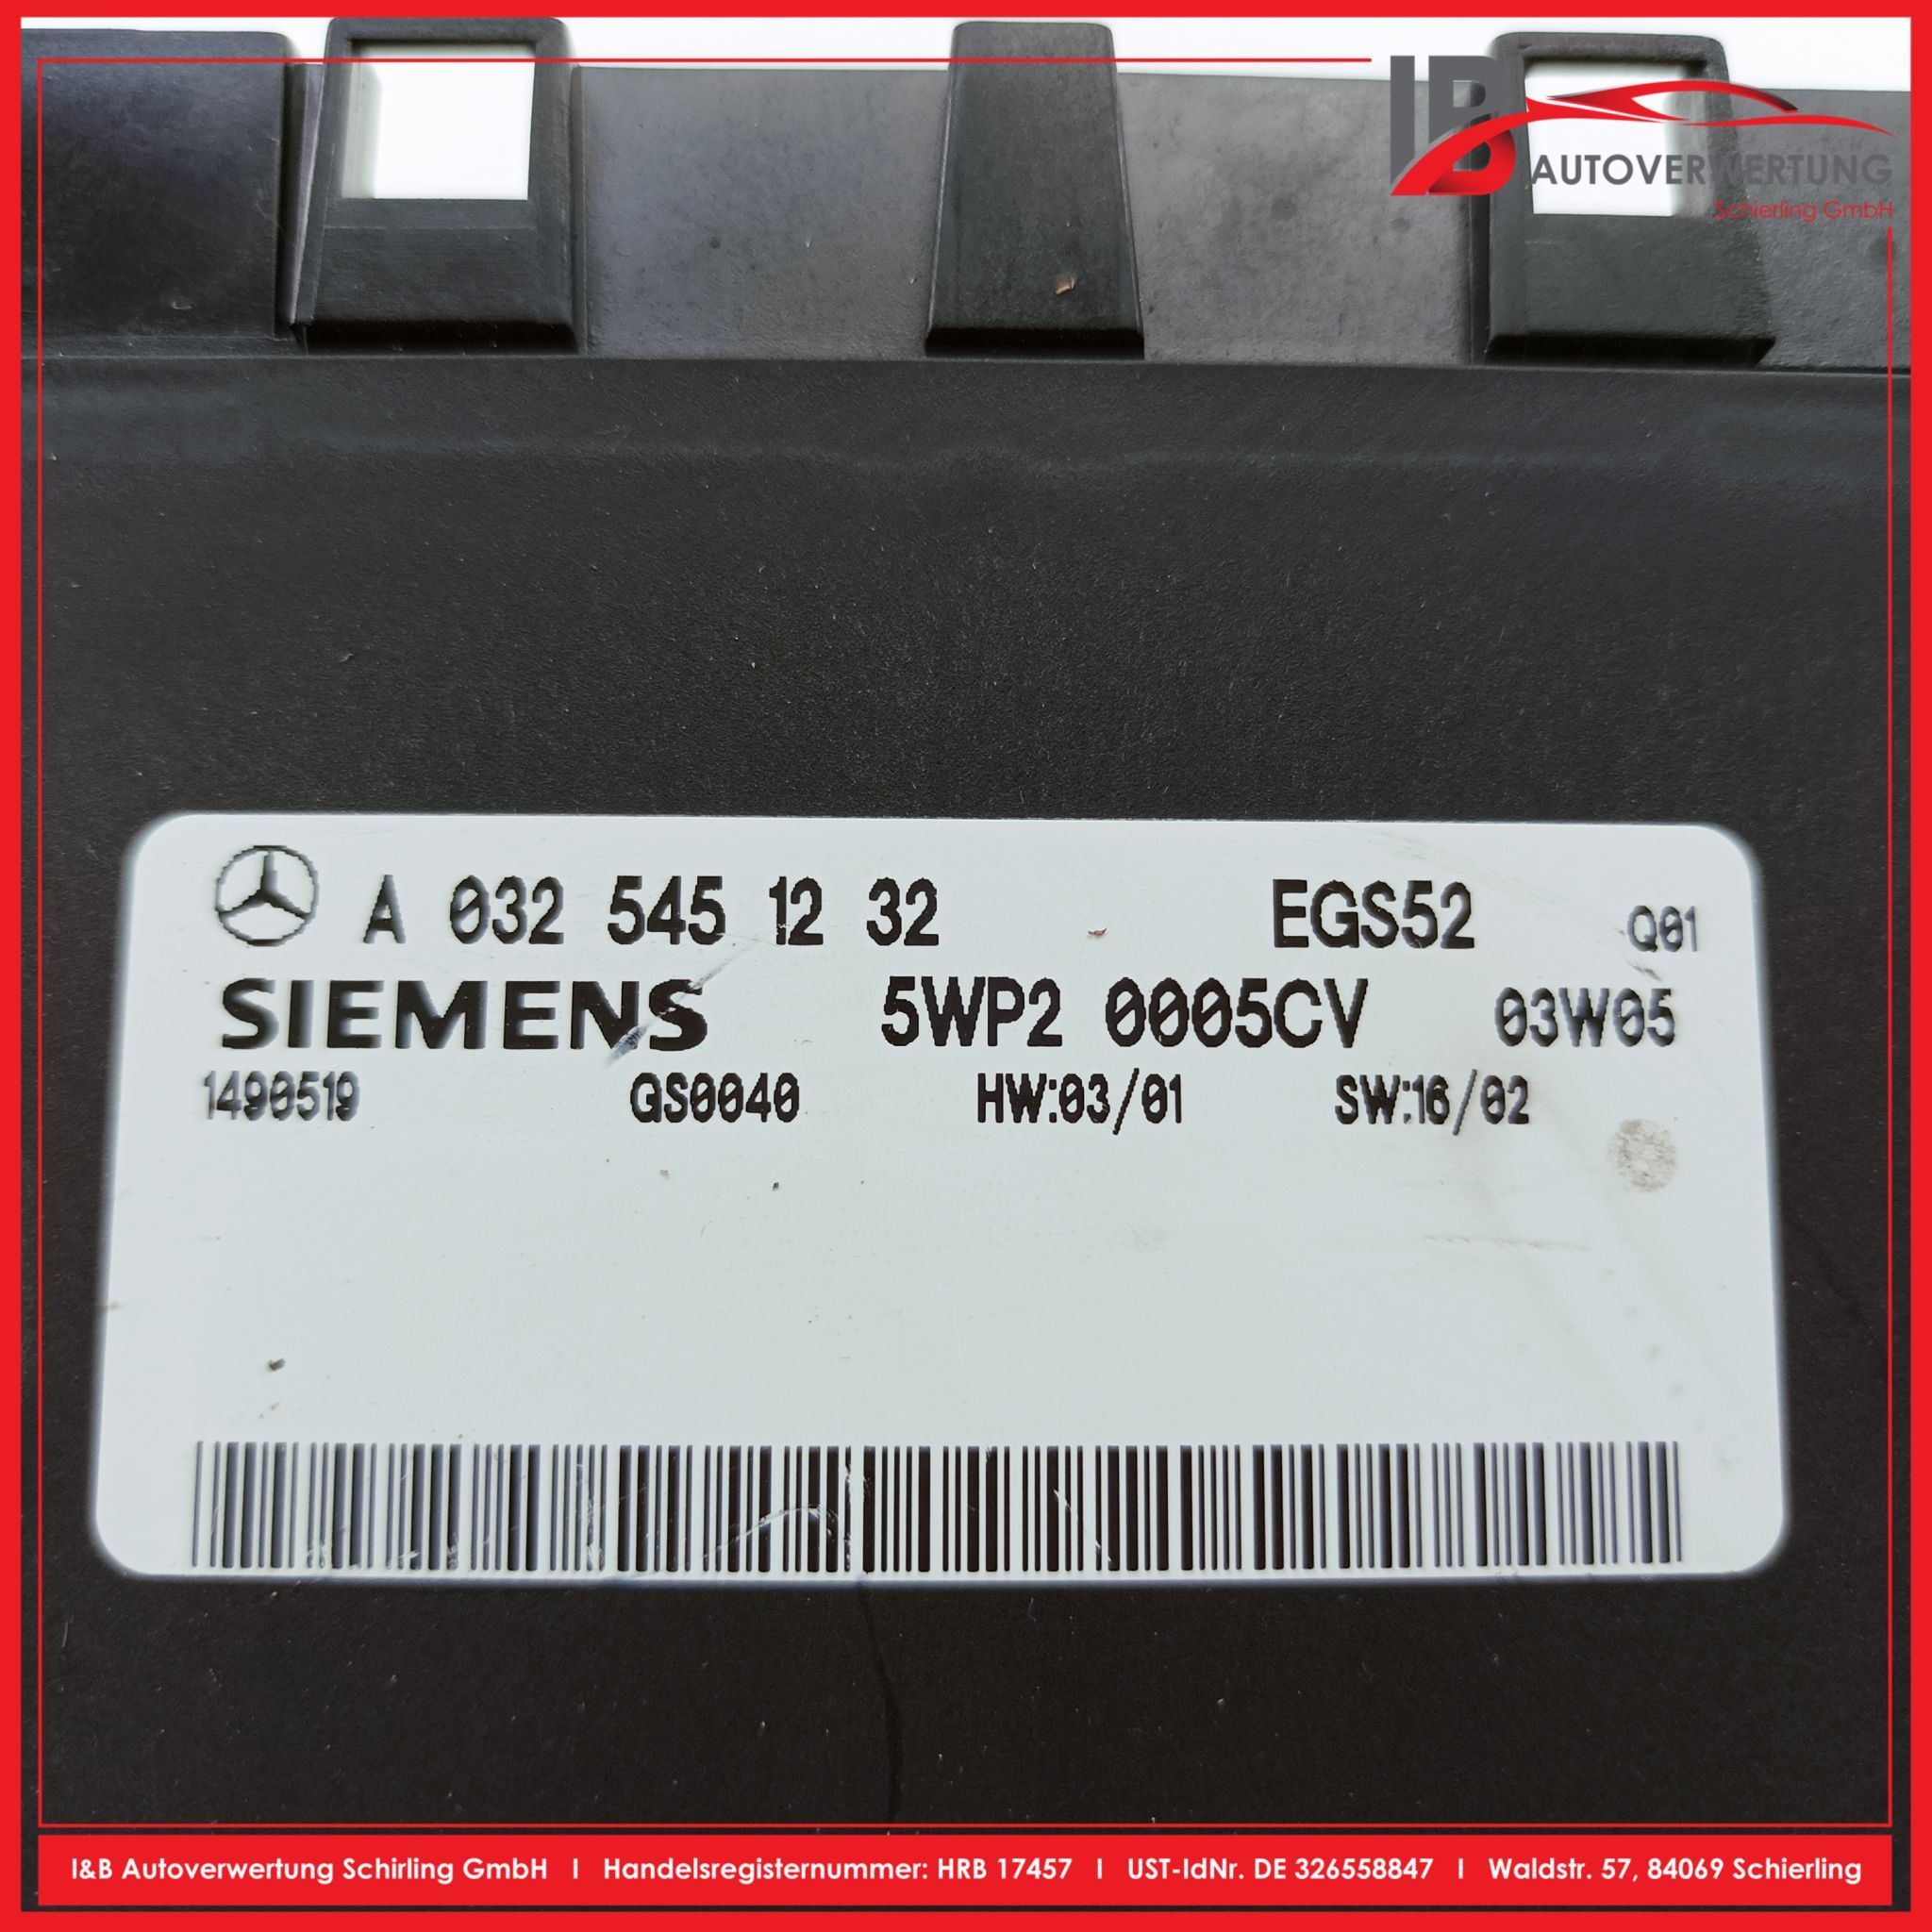 IB
AUTOVERWERTUNG
Schierling GmbH
A 032 545 12 32 EGS52 Q01
SIEMENS 5WP2 0005CV 03W05
1490519 GS0040 HW:03/01 SW:16/02
I&B Autoverwertung Schirling GmbH I Handelsregisternummer: HRB 17457 I UST-IdNr. DE 326558847 I Waldstr. 57, 84069 Schierling